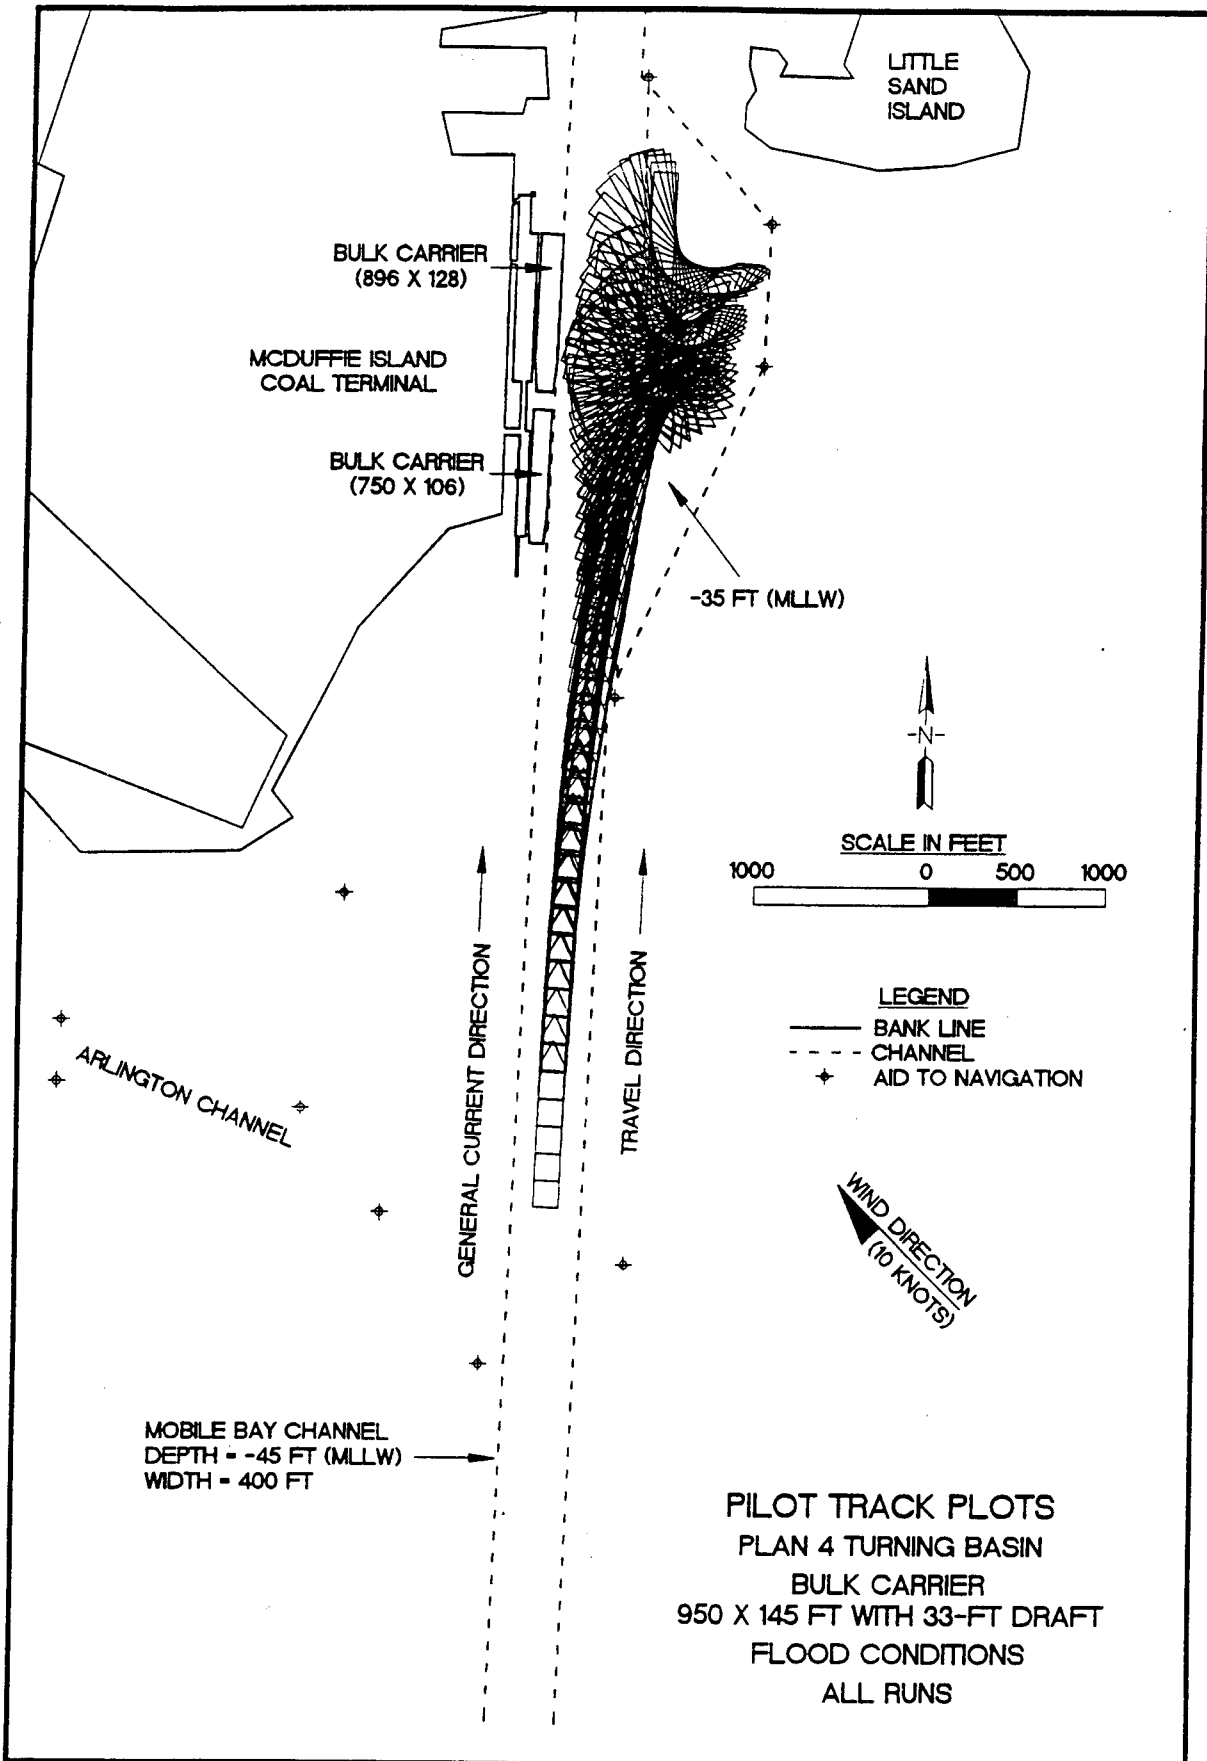 LITTLE
SAND
ISLAND
BULK CARRIER
(896 X 128)
MCDUFFIE ISLAND
COAL TERMINAL
BULK CARRIER
(750 X 106)
-35 FT (MLLW)
-N-
SCALE IN FEET
1000 0 500 1000
GENERAL CURRENT DIRECTION
TRAVEL DIRECTION
LEGEND
BANK LINE
CHANNEL
AID TO NAVIGATION
ARLINGTON CHANNEL
WIND DIRECTION
(10 KNOTS)
MOBILE BAY CHANNEL
DEPTH = -45 FT (MLLW)
WIDTH = 400 FT
PILOT TRACK PLOTS
PLAN 4 TURNING BASIN
BULK CARRIER
950 X 145 FT WITH 33-FT DRAFT
FLOOD CONDITIONS
ALL RUNS